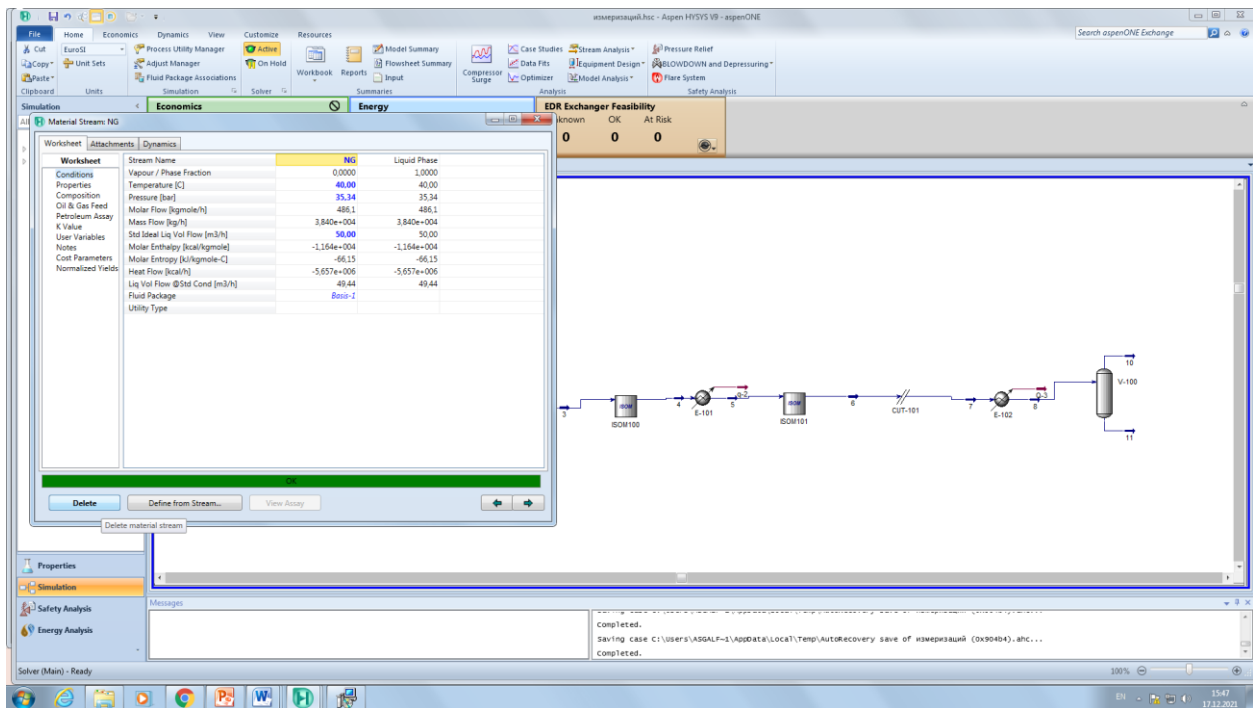 измеризаций.hsc - Aspen HYSYS V9 - aspenONE
File Home Economics Dynamics View Customize Resources
Search aspenONE Exchange
Cut
Copy
Paste
Clipboard
EuroSI
Unit Sets
Units
Process Utility Manager
Adjust Manager
Fluid Package Associations
Simulation
Active
On Hold
Solver
Workbook
Reports
Model Summary
Flowsheet Summary
Input
Summaries
Compressor
Surge
Case Studies
Data Fits
Optimizer
Stream Analysis
Equipment Design
Model Analysis
Analysis
Pressure Relief
BLOWDOWN and Depressuring
Flare System
Safety Analysis
Simulation
Economics
Energy
EDR Exchanger Feasibility
OK At Risk
0 0 0
Material Stream: NG
Worksheet Attachments Dynamics
Worksheet
Conditions
Properties
Composition
Oil & Gas Feed
Petroleum Assay
K Value
User Variables
Notes
Cost Parameters
Normalized Yields
Stream Name NG Liquid Phase
Vapour / Phase Fraction 0,0000 1,0000
Temperature [C] 40,00 40,00
Pressure [bar] 35,34 35,34
Molar Flow [kgmole/h] 486,1 486,1
Mass Flow [kg/h] 3,840e+004 3,840e+004
Std Ideal Liq Vol Flow [m3/h] 50,00 50,00
Molar Enthalpy [kcal/kgmole] -1,164e+004 -1,164e+004
Molar Entropy [kJ/kgmole-C] -66,15 -66,15
Heat Flow [kcal/h] -5,657e+006 -5,657e+006
Liq Vol Flow @Std Cond [m3/h] 49,44 49,44
Fluid Package Basis-1
Utility Type
OK
Delete
Define from Stream...
View Assay
Delete material stream
3
ISOM
ISOM100
4
E-101
5
q-2
ISOM
ISOM101
6
CUT-101
7
E-102
Q-3
8
10
V-100
11
Properties
Simulation
Safety Analysis
Energy Analysis
Messages
Completed.
Saving case C:\Users\ASGALF~1\AppData\Local\Temp\AutoRecovery save of измеризаций (0x904b4).ahc...
Completed.
Solver (Main) - Ready
100%
EN
15:47
17.12.2021